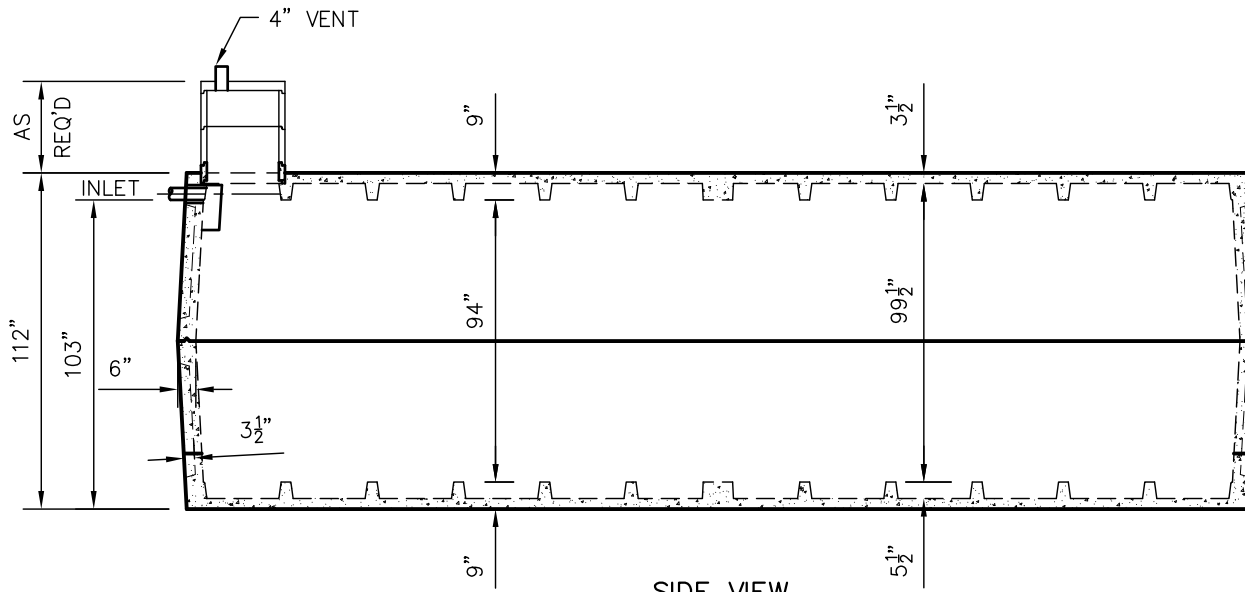 4” VENT
AS
REQ’D
9”
3½”
INLET
112”
103”
6”
94”
99½”
3½”
9”
5½”
SIDE VIEW